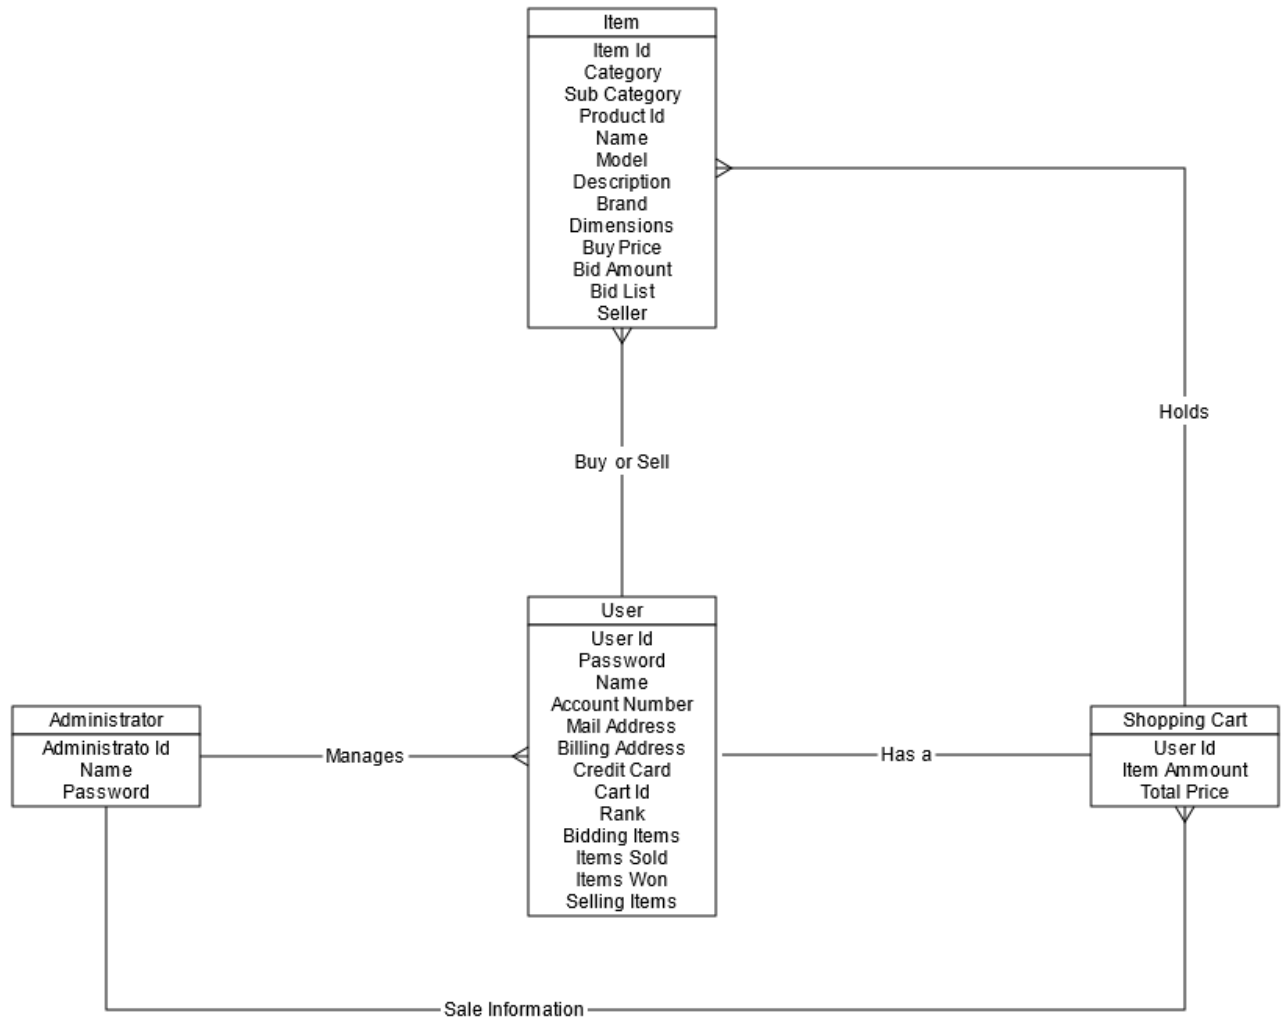 Item
Item Id
Category
Sub Category
Product Id
Name
Model
Description
Brand
Dimensions
Buy Price
Bid Amount
Bid List
Seller
Holds
Buy or Sell
User
User Id
Password
Name
Account Number
Mail Address
Billing Address
Credit Card
Cart Id
Rank
Bidding Items
Items Sold
Items Won
Selling Items
Administrator
Administrato Id
Name
Password
Manages
Has a
Shopping Cart
User Id
Item Ammount
Total Price
Sale Information